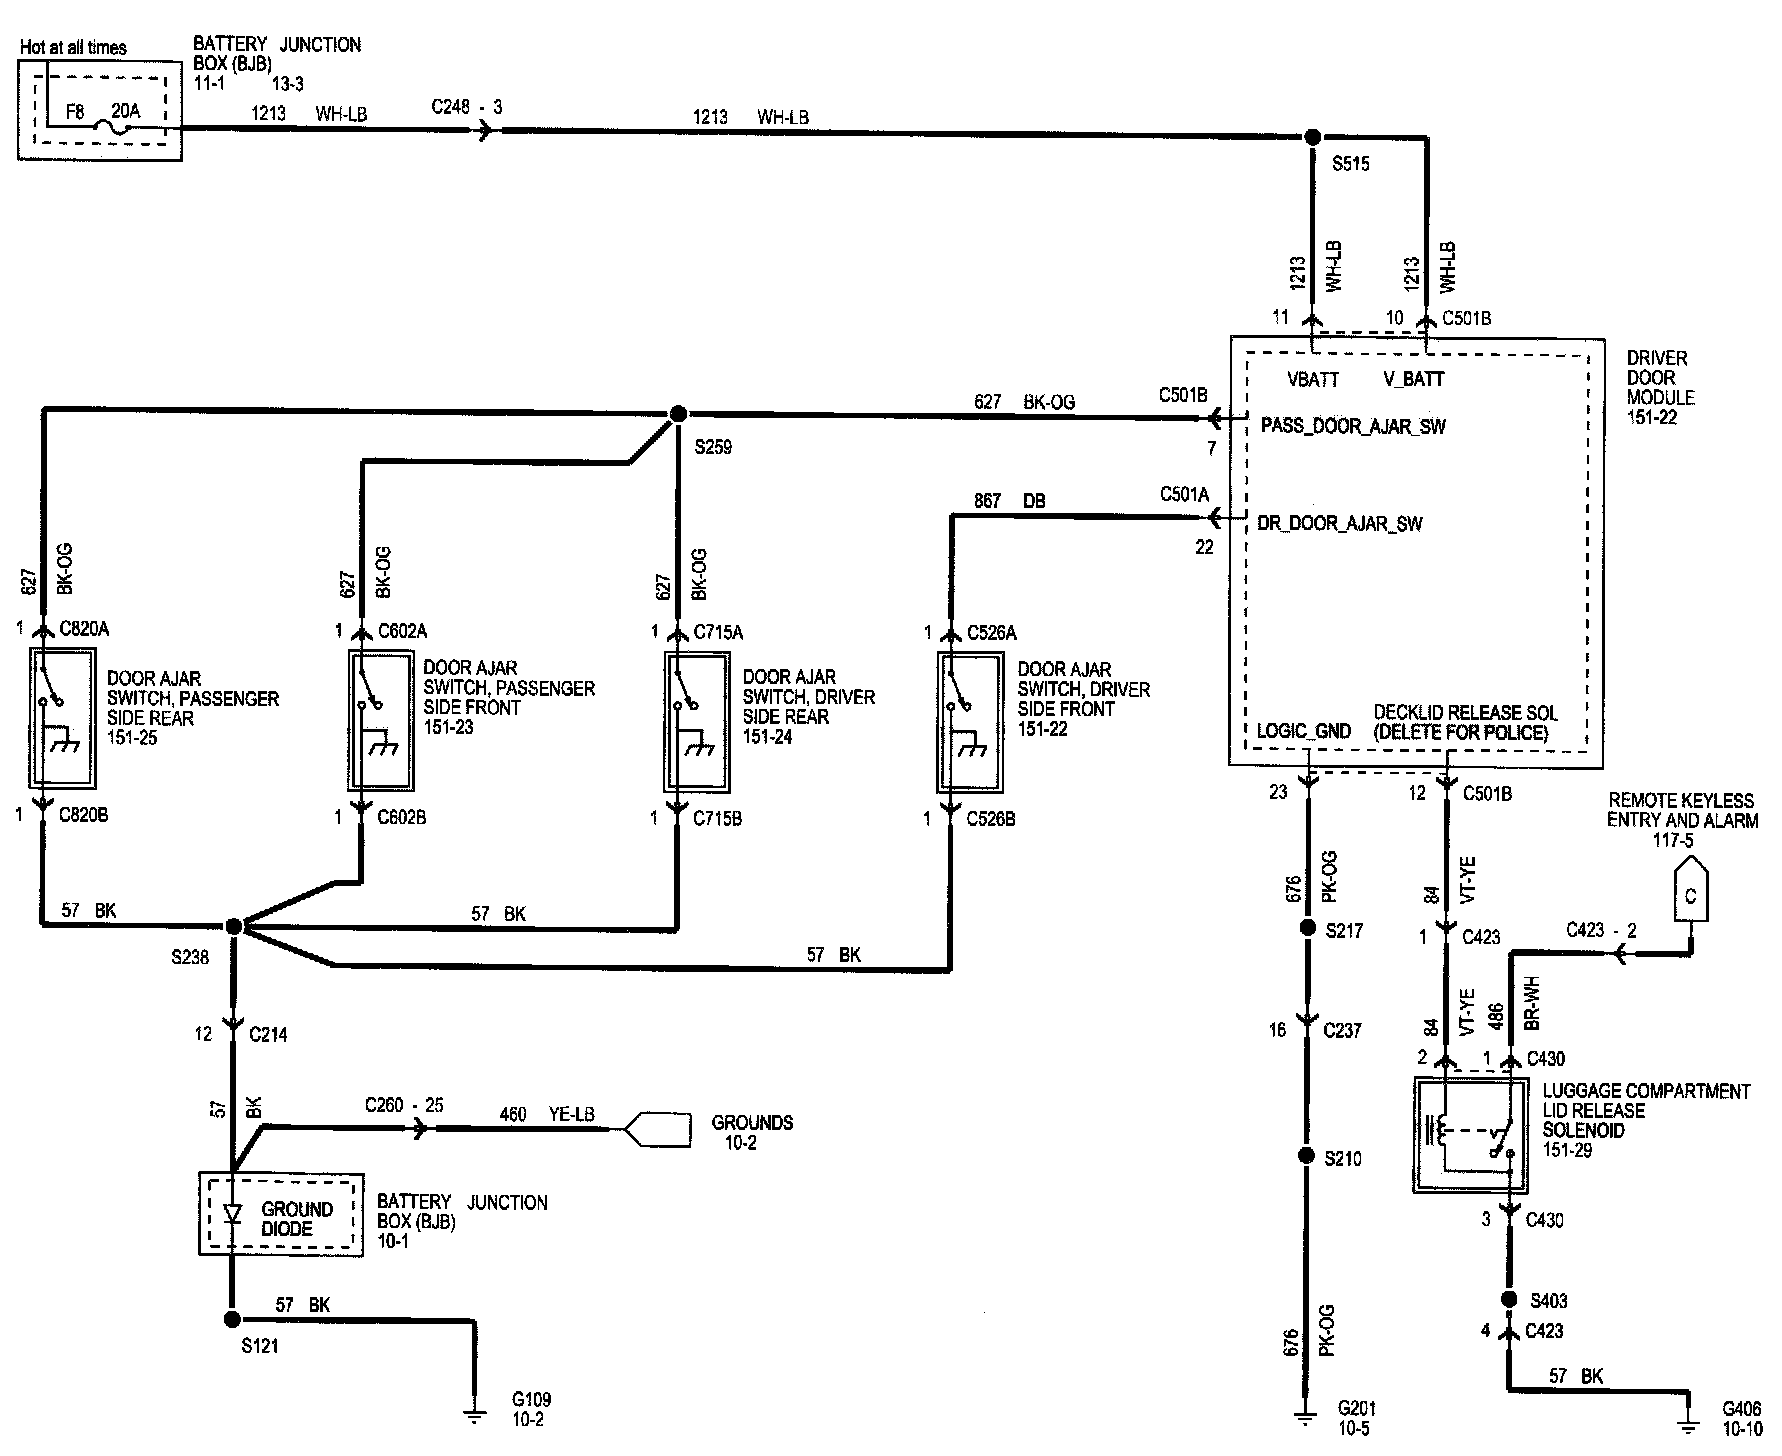 Hot at all times
BATTERY JUNCTION
BOX (BJB)
11-1 13-3
F8 20A
1213 WH-LB
C248 - 3
1213 WH-LB
S515
1213 WH-LB
1213 WH-LB
11
10 C501B
DRIVER
DOOR
MODULE
151-22
VBATT
V_BATT
627 BK-OG
C501B
7
PASS_DOOR_AJAR_SW
S259
867 DB
C501A
22
DR_DOOR_AJAR_SW
627 BK-OG
627 BK-OG
627 BK-OG
1 C820A
1 C602A
1 C715A
1 C526A
DOOR AJAR
SWITCH, PASSENGER
SIDE REAR
151-25
DOOR AJAR
SWITCH, PASSENGER
SIDE FRONT
151-23
DOOR AJAR
SWITCH, DRIVER
SIDE REAR
151-24
DOOR AJAR
SWITCH, DRIVER
SIDE FRONT
151-22
LOGIC_GND
DECKLID RELEASE SOL
(DELETE FOR POLICE)
1 C820B
1 C602B
1 C715B
1 C526B
23
12 C501B
REMOTE KEYLESS
ENTRY AND ALARM
117-5
C
676 PK-OG
84 VT-YE
57 BK
57 BK
57 BK
S238
S217
1 C423
C423 - 2
12 C214
16 C237
84 VT-YE
486 BR-WH
2
1 C430
57 BK
C260 - 25
460 YE-LB
GROUNDS
10-2
LUGGAGE COMPARTMENT
LID RELEASE
SOLENOID
151-29
S210
GROUND
DIODE
BATTERY JUNCTION
BOX (BJB)
10-1
3 C430
57 BK
S121
676 PK-OG
S403
4 C423
57 BK
G109
10-2
G201
10-5
G406
10-10